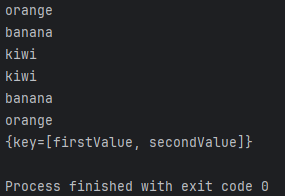 orange
banana
kiwi
kiwi
banana
orange
{key=[firstValue, secondValue]}
Process finished with exit code 0